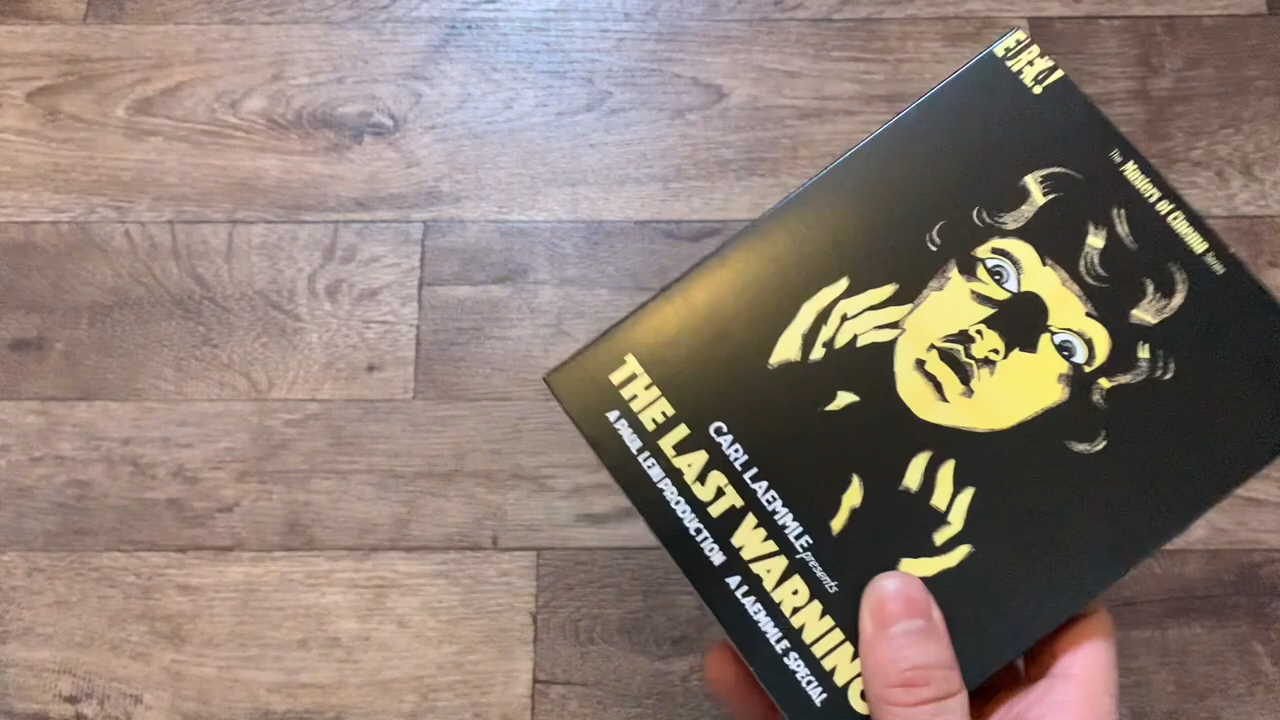 EUREKA!
The Masters of Cinema Series
CARL LAEMMLE presents
THE LAST WARNING
A PAUL LENI PRODUCTION A LAEMMLE SPECIAL